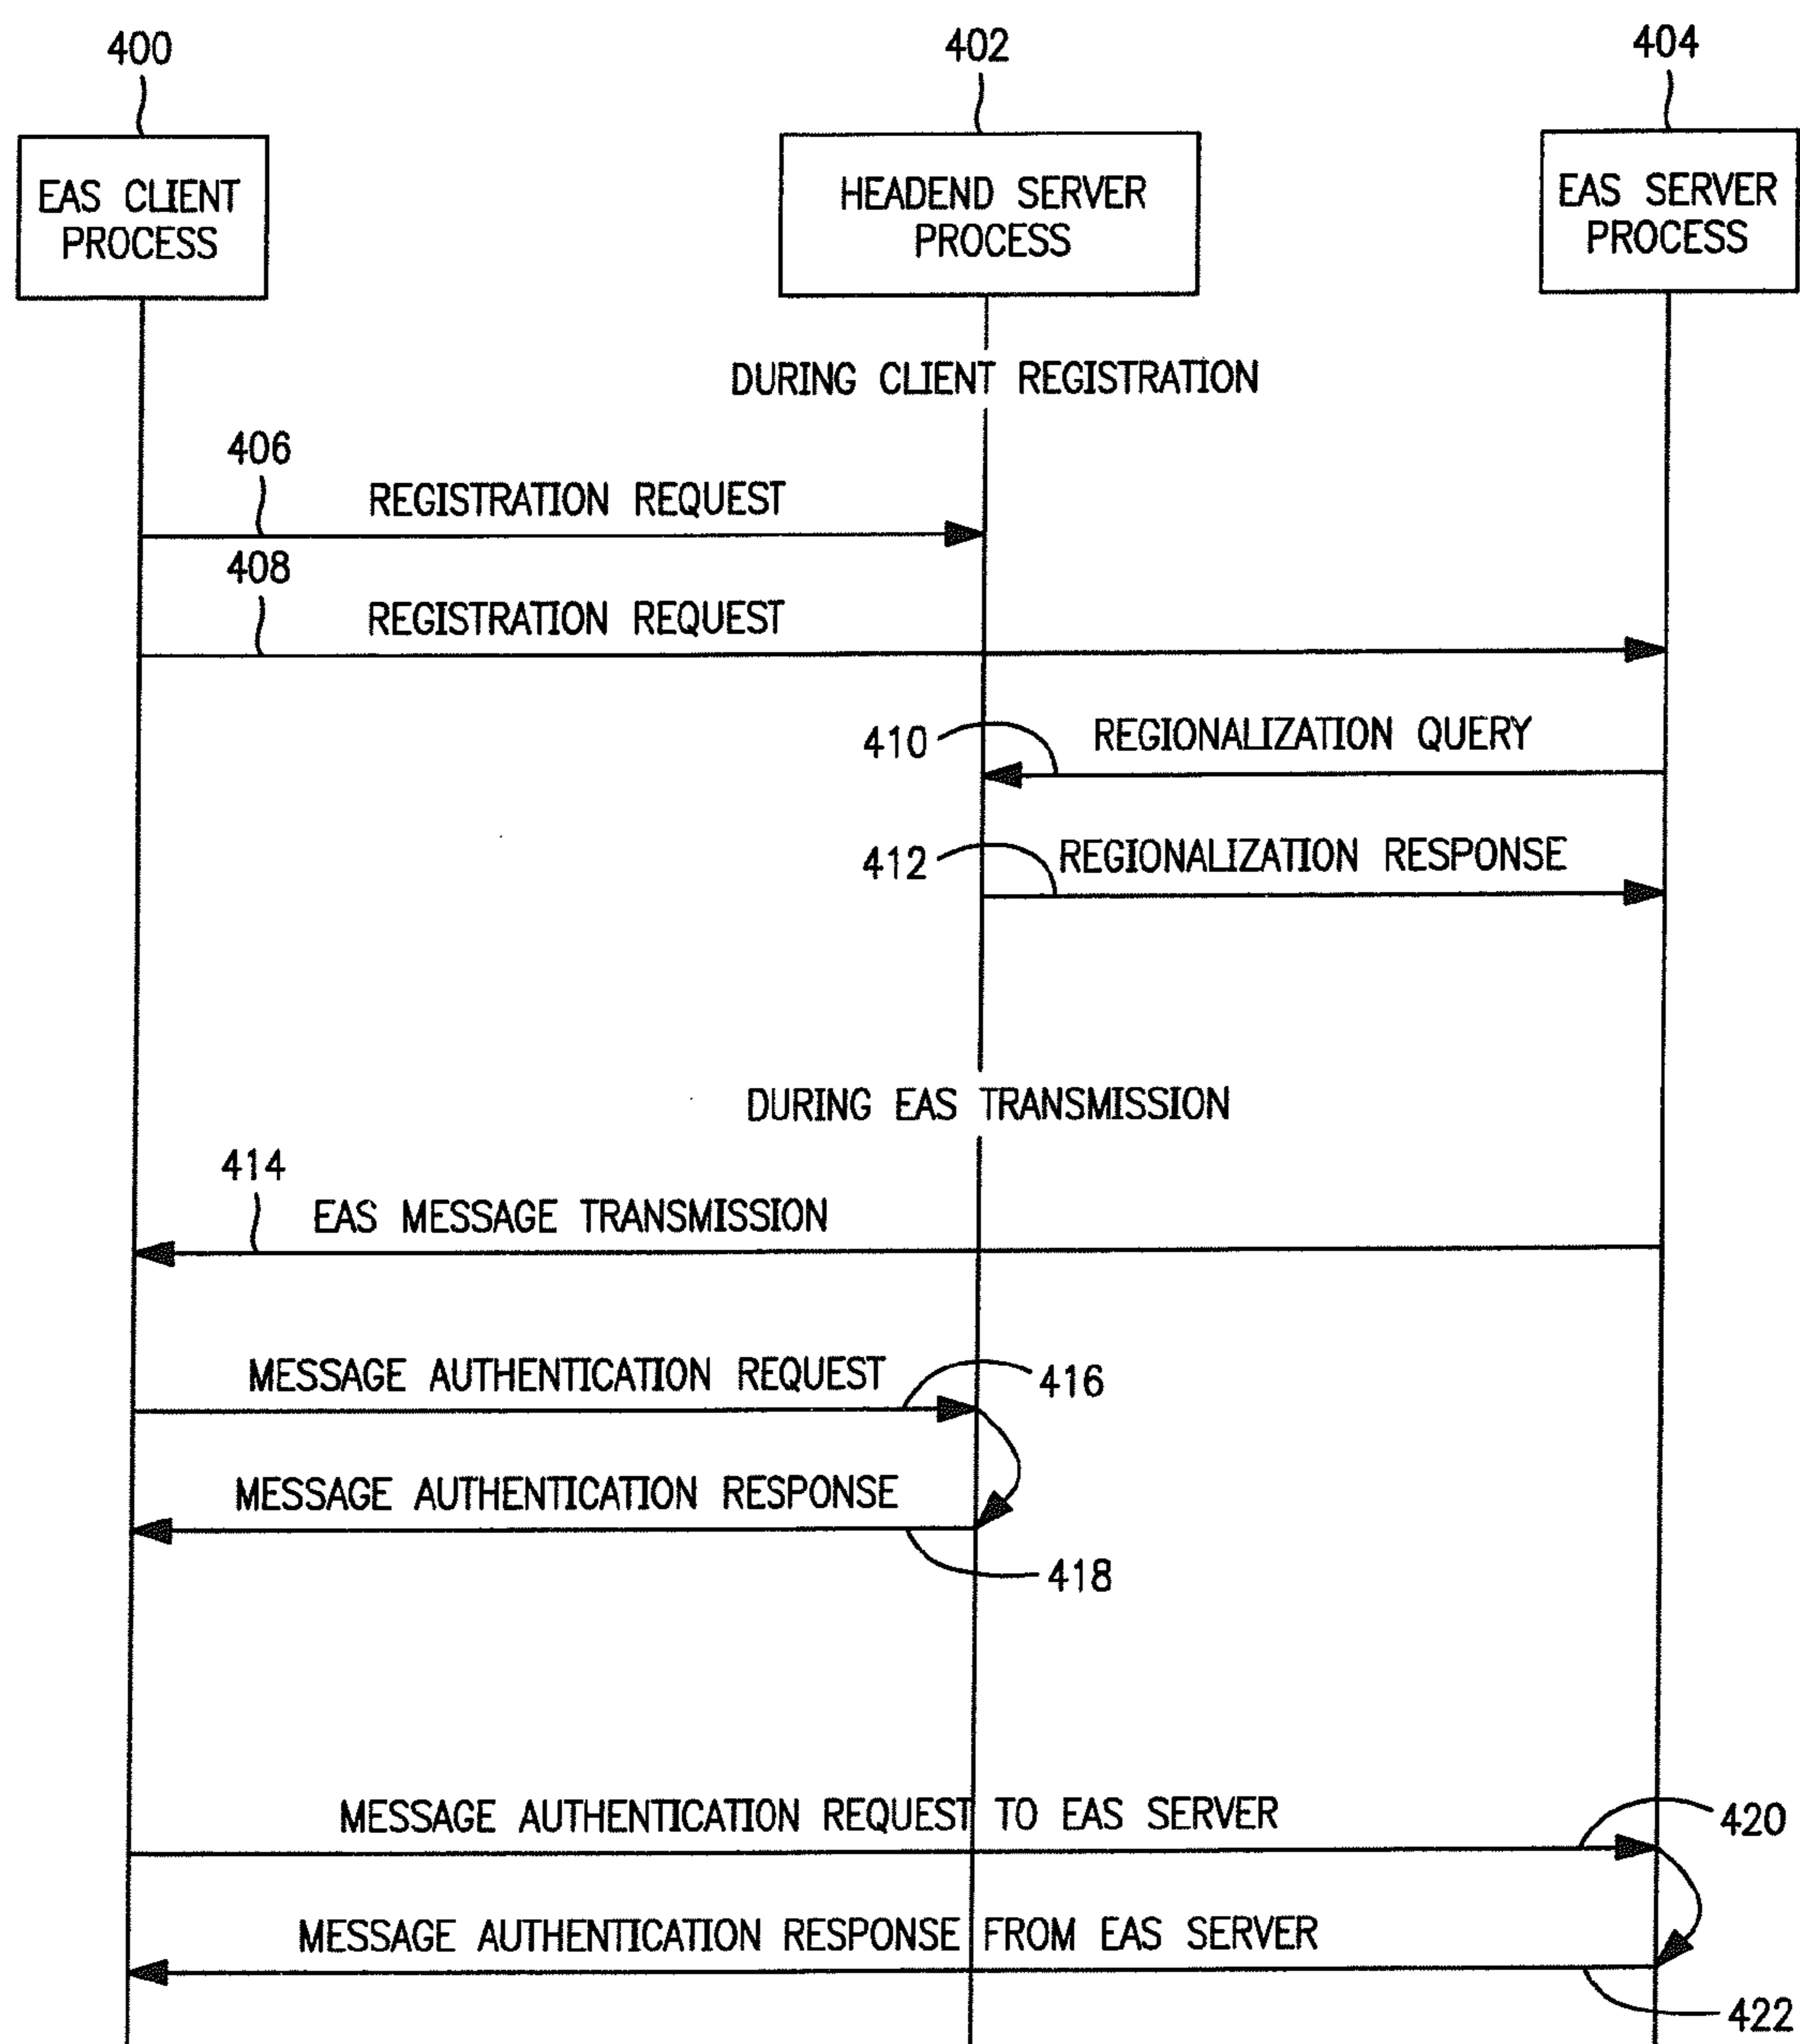 400
402
404
EAS CLIENT
PROCESS
HEADEND SERVER
PROCESS
EAS SERVER
PROCESS
DURING CLIENT REGISTRATION
406
REGISTRATION REQUEST
408
REGISTRATION REQUEST
410
REGIONALIZATION QUERY
412
REGIONALIZATION RESPONSE
DURING EAS TRANSMISSION
414
EAS MESSAGE TRANSMISSION
MESSAGE AUTHENTICATION REQUEST
416
MESSAGE AUTHENTICATION RESPONSE
418
MESSAGE AUTHENTICATION REQUEST TO EAS SERVER
420
MESSAGE AUTHENTICATION RESPONSE FROM EAS SERVER
422